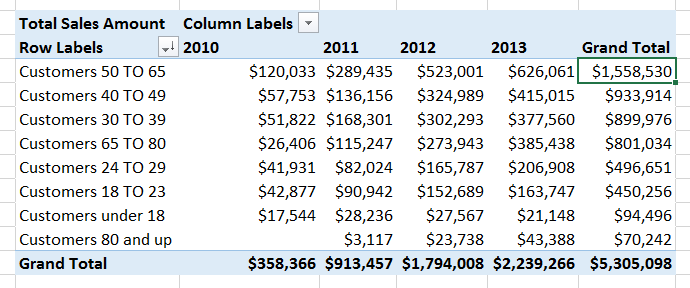 Total Sales Amount Column Labels
Row Labels 2010 2011 2012 2013 Grand Total
Customers 50 TO 65 $120,033 $289,435 $523,001 $626,061 $1,558,530
Customers 40 TO 49 $57,753 $136,156 $324,989 $415,015 $933,914
Customers 30 TO 39 $51,822 $168,301 $302,293 $377,560 $899,976
Customers 65 TO 80 $26,406 $115,247 $273,943 $385,438 $801,034
Customers 24 TO 29 $41,931 $82,024 $165,787 $206,908 $496,651
Customers 18 TO 23 $42,877 $90,942 $152,689 $163,747 $450,256
Customers under 18 $17,544 $28,236 $27,567 $21,148 $94,496
Customers 80 and up $3,117 $23,738 $43,388 $70,242
Grand Total $358,366 $913,457 $1,794,008 $2,239,266 $5,305,098